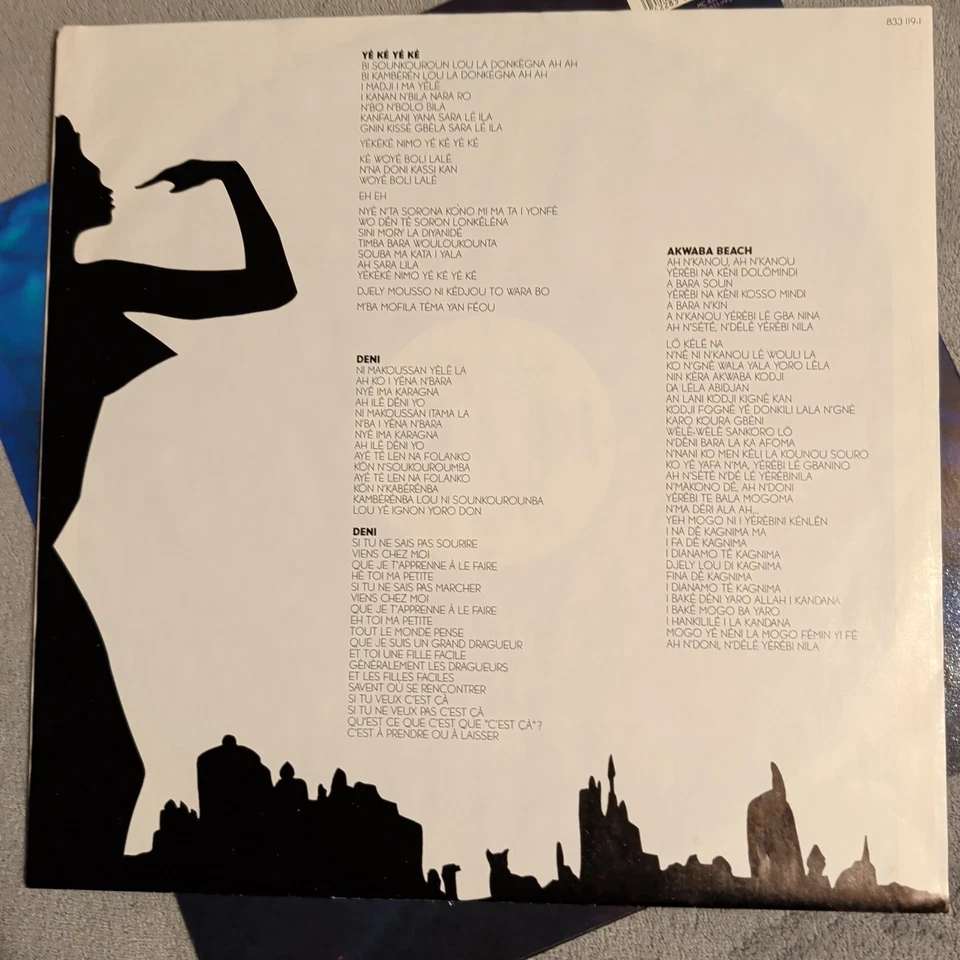 833 119-1
YÉ KÉ YÉ KÉ
BI SOUNKOUROUN LOU LA DONKÉGNA AH AH
BI KAMBÉRÉN LOU LA DONKÉGNA AH AH
I MADJI I MA YÉLÉ
I KANAN N'BILA NARA RO
N'BO N'BOLO BILA
KANFALANI YANA SARA LÉ ILA
GNIN KISSÉ GBÉLA SARA LÉ ILA
YÉKÉKÉ NIMO YÉ KÉ YÉ KÉ
KÉ WOYÉ BOLI LALÉ
N'NA DONI KASSI KAN
WOYÉ BOLI LALÉ
EH EH
NYÉ N'TA SORONA KONO MI MA TA I YONFÉ
WO DÉN TÉ SORON LONKÉLÉNA
SINI MORY LA DIYANIDÉ
TIMBA BARA WOULOUKOUNTA
SOUBA MA KATA I YALA
AH SARA LILA
YÉKÉKÉ NIMO YÉ KÉ YÉ KÉ
DJELY MOUSSO NI KÉDJOU TO WARA BO
M'BA MOFILA TÉMA YAN FÉOU
DENI
NI MAKOUSSAN YÉLÉ LA
AH KO I YÉNA N'BARA
NYÉ IMA KARAGNA
AH ILÉ DÉNI YO
NI MAKOUSSAN ITAMA LA
N'BA I YÉNA N'BARA
NYÉ IMA KARAGNA
AH ILÉ DÉNI YO
AYÉ TÉ LEN NA FOLANKO
KÓN N'SOUKOUROUMBA
AYÉ TÉ LEN NA FOLANKO
KÓN N'KABÉRÉNBA
KAMBÉRÉNBA LOU NI SOUNKOUROUNBA
LOU YÉ IGNON YORO DON
DENI
SI TU NE SAIS PAS SOURIRE
VIENS CHEZ MOI
QUE JE T'APPRENNE À LE FAIRE
HÉ TOI MA PETITE
SI TU NE SAIS PAS MARCHER
VIENS CHEZ MOI
QUE JE T'APPRENNE À LE FAIRE
EH TOI MA PETITE
TOUT LE MONDE PENSE
QUE JE SUIS UN GRAND DRAGUEUR
ET TOI UNE FILLE FACILE
GÉNÉRALEMENT LES DRAGUEURS
ET LES FILLES FACILES
SAVENT OÙ SE RENCONTRER
SI TU VEUX C'EST ÇÀ
SI TU NE VEUX PAS C'EST ÇÀ
QU'EST CE QUE C'EST QUE "C'EST ÇÀ"?
C'EST À PRENDRE OU À LAISSER
AKWABA BEACH
AH N'KANOU, AH N'KANOU
YÉRÉBI NA KÉNI DOLOMINDI
A BARA SOUN
YÉRÉBI NA KÉNI KOSSO MINDI
A BARA N'KIN
A N'KANOU YÉRÉBI LÉ GBA NINA
AH N'SÉTÉ, N'DÉLÉ YÉRÉBI NILA
LÓ KÉLÉ NA
N'NÉ NI N'KANOU LÉ WOULI LA
KO N'GNÉ WALA YALA YORO LÉLA
NIN KÉRA AKWABA KODJI
DA LÉLA ABIDJAN
AN LANI KODJI KIGNÉ KAN
KODJI FOGNÉ YÉ DONKILI LALA N'GNÉ
KARO KOURA GBÉNI
WÉLÉ-WÉLÉ SANKORO LÓ
N'DÉNI BARA LA KA AFOMA
N'NANI KO MEN KÉLI LA KOUNOU SOURO
KO YÉ YAFA N'MA, YÉRÉBI LÉ GBANINO
AH N'SÉTÉ N'DÉ LÉ YÉRÉBINILA
N'MAKONO DÉ, AH N'DONI
YÉRÉBI TE BALA MOGOMA
N'MA DÉRI ALA AH...
YEH MOGO NI I YÉRÉBINI KÉNLÉN
I NA DÉ KAGNIMA MA
I FA DÉ KAGNIMA
I DIANAMO TÉ KAGNIMA
DJELY LOU DI KAGNIMA
FINA DÉ KAGNIMA
I DIANAMO TÉ KAGNIMA
I BAKÉ DÉNI YARO ALLAH I KANDANA
I BAKÉ MOGO BA YARO
I HANKILILÉ I LA KANDANA
MOGO YÉ NÉNI LA MOGO FÉMIN YI FÉ
AH N'DONI, N'DÉLÉ YÉRÉBI NILA